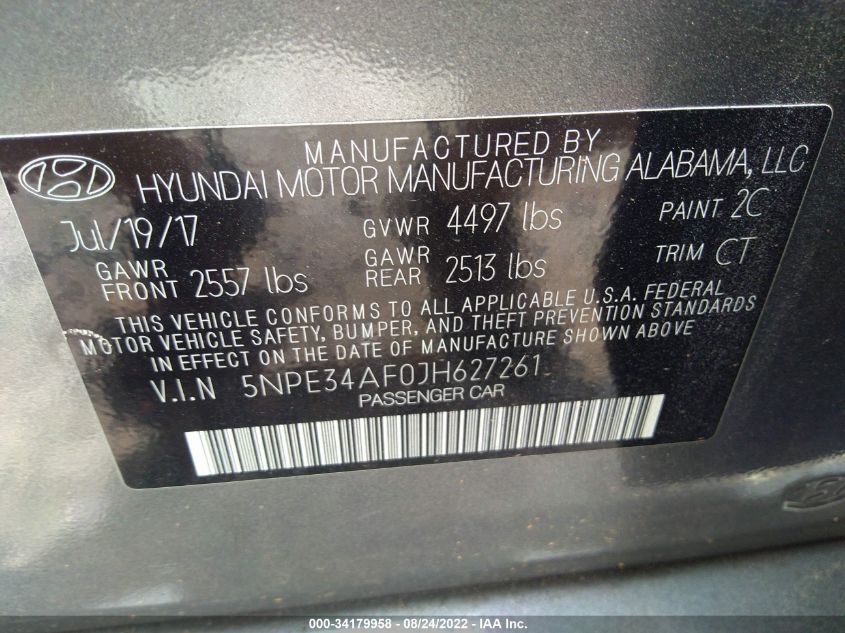 MANUFACTURED BY
HYUNDAI MOTOR MANUFACTURING ALABAMA, LLC
Jul/19/17 GVWR 4497 lbs PAINT 2C
GAWR FRONT 2557 lbs GAWR REAR 2513 lbs TRIM CT
THIS VEHICLE CONFORMS TO ALL APPLICABLE U.S.A. FEDERAL
MOTOR VEHICLE SAFETY, BUMPER, AND THEFT PREVENTION STANDARDS
IN EFFECT ON THE DATE OF MANUFACTURE SHOWN ABOVE
V.I.N 5NPE34AF0JH627261
PASSENGER CAR
000-34179958 - 08/24/2022 - © IAA, Inc.